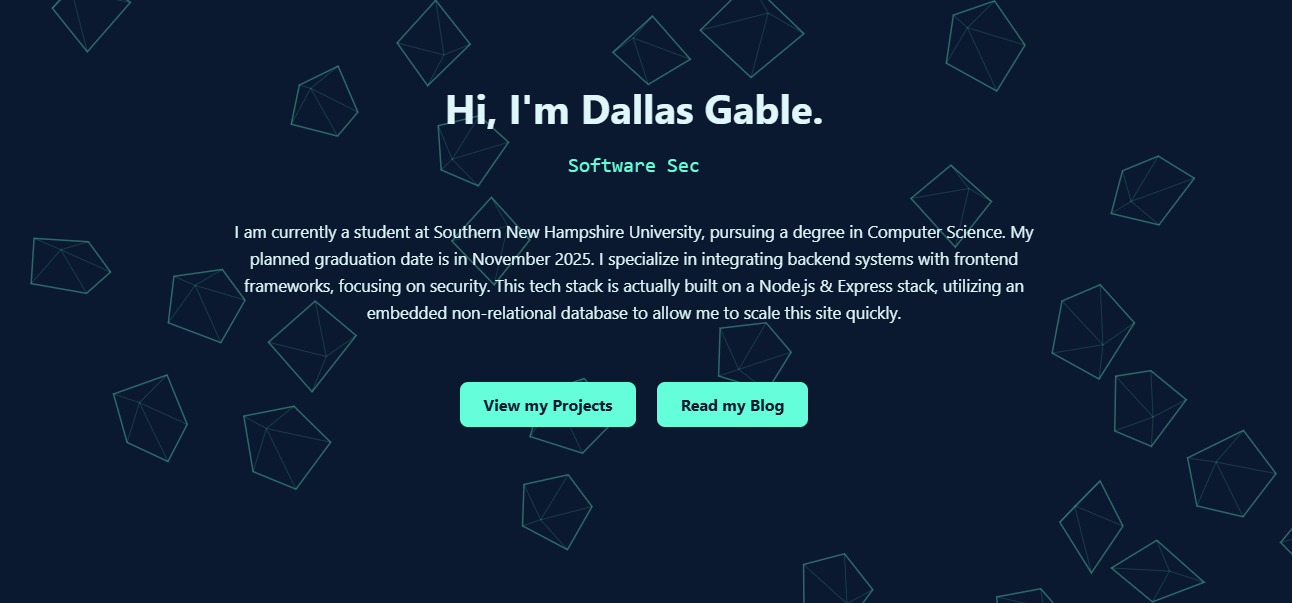 Hi, I'm Dallas Gable.
Software Sec
I am currently a student at Southern New Hampshire University, pursuing a degree in Computer Science. My
planned graduation date is in November 2025. I specialize in integrating backend systems with frontend
frameworks, focusing on security. This tech stack is actually built on a Node.js & Express stack, utilizing an
embedded non-relational database to allow me to scale this site quickly.
View my Projects
Read my Blog